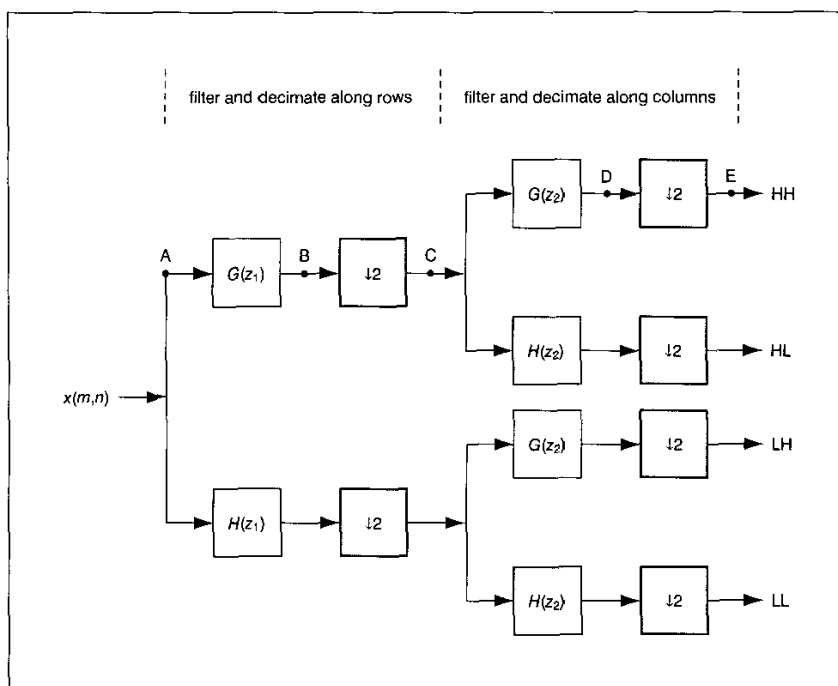 filter and decimate along rows
filter and decimate along columns
D
E
G(z₂)
↓2
HH
A
B
C
G(z₁)
↓2
H(z₂)
↓2
HL
x(m,n)
G(z₂)
↓2
LH
H(z₁)
↓2
H(z₂)
↓2
LL